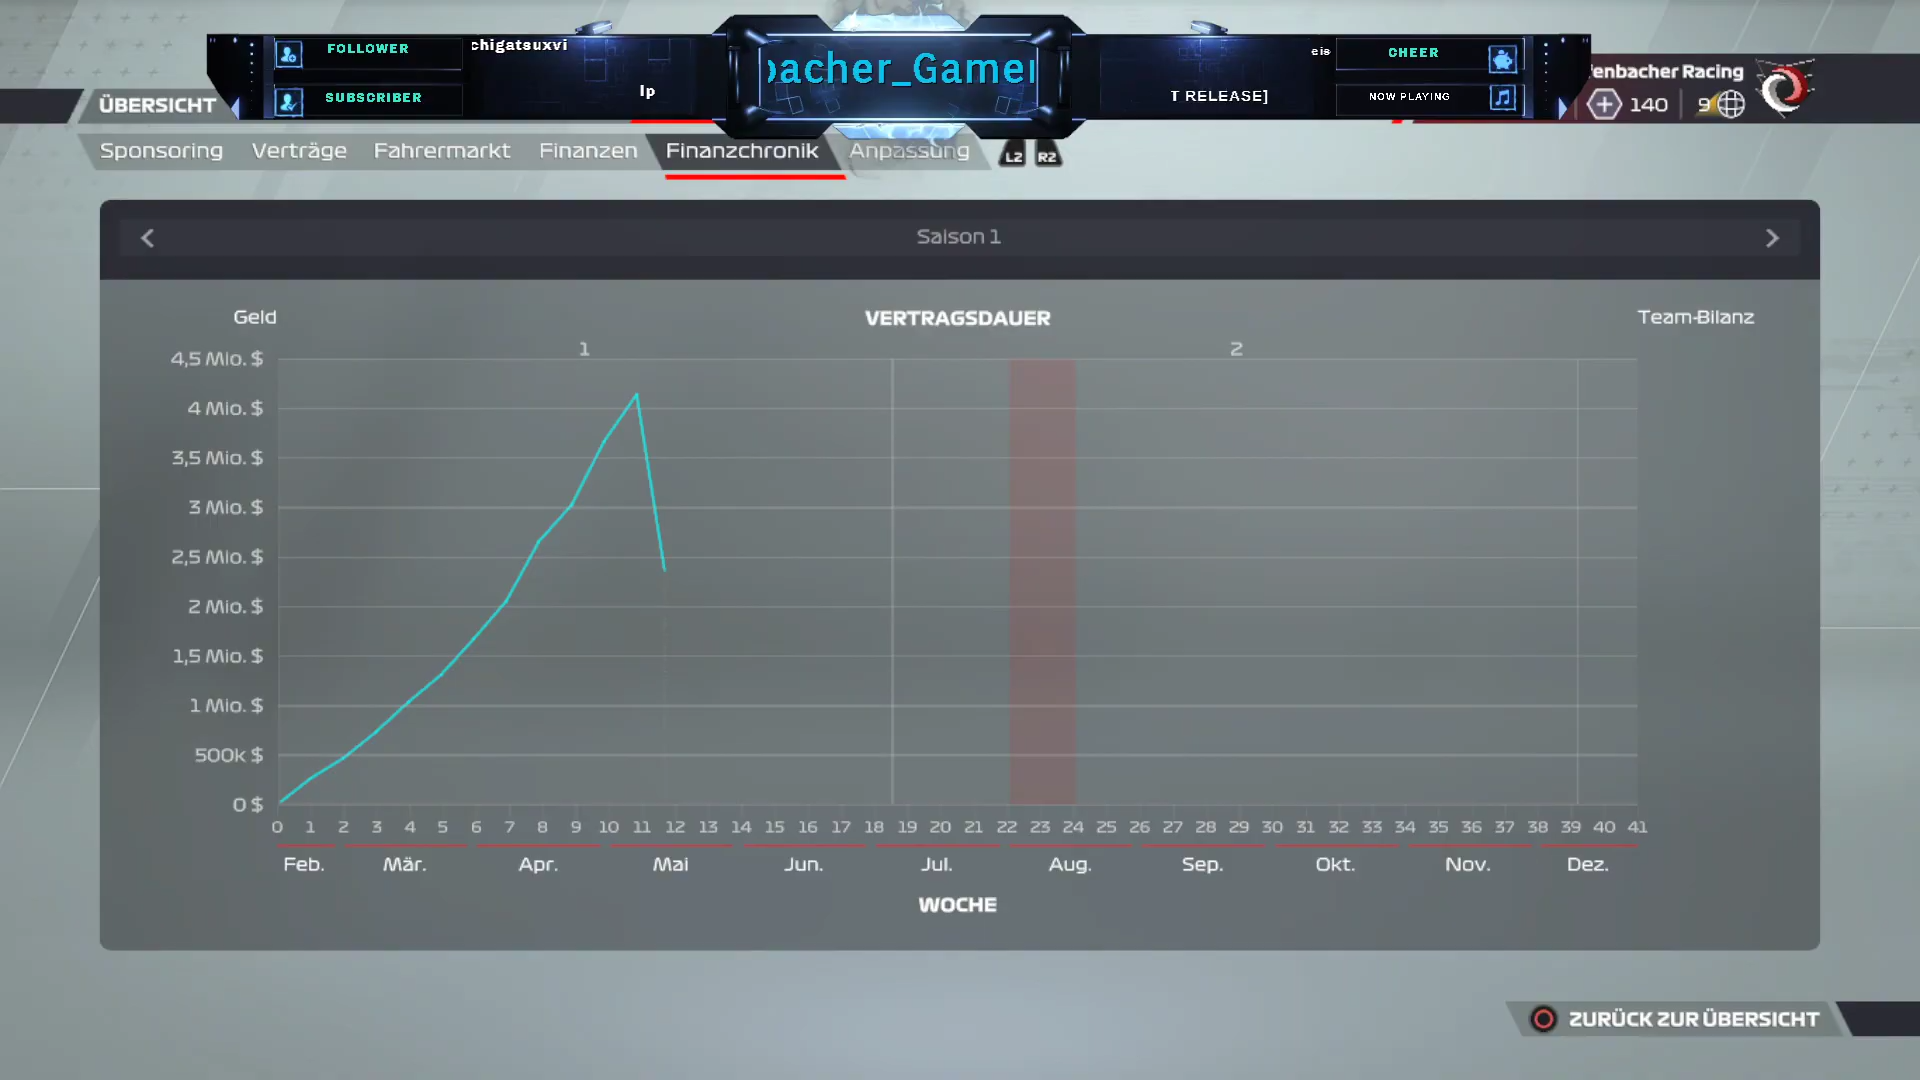 FOLLOWER
chigatsuxvi
SUBSCRIBER
lp
bacher_Gamer
eis
CHEER
T RELEASE]
NOW PLAYING
fenbacher Racing
140
9
ÜBERSICHT
Sponsoring
Verträge
Fahrermarkt
Finanzen
Finanzchronik
Anpassung
L2
R2
Saison 1
Geld
VERTRAGSDAUER
Team-Bilanz
1
2
4,5 Mio. $
4 Mio. $
3,5 Mio. $
3 Mio. $
2,5 Mio. $
2 Mio. $
1,5 Mio. $
1 Mio. $
500k $
0 $
0 1 2 3 4 5 6 7 8 9 10 11 12 13 14 15 16 17 18 19 20 21 22 23 24 25 26 27 28 29 30 31 32 33 34 35 36 37 38 39 40 41
Feb. Mär. Apr. Mai Jun. Jul. Aug. Sep. Okt. Nov. Dez.
WOCHE
ZURÜCK ZUR ÜBERSICHT